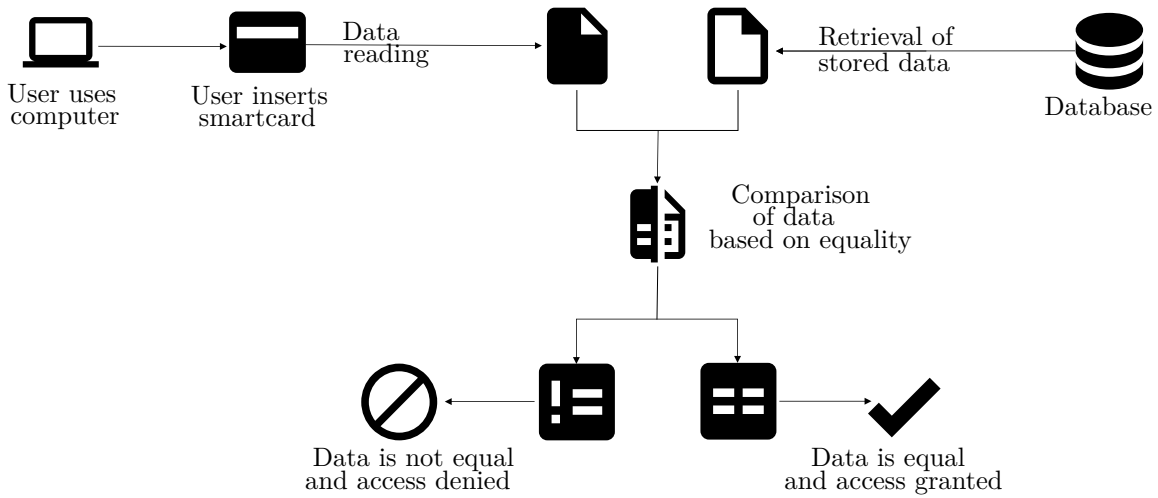 User uses
computer
User inserts
smartcard
Data
reading
Retrieval of
stored data
Database
Comparison
of data
based on equality
Data is not equal
and access denied
Data is equal
and access granted